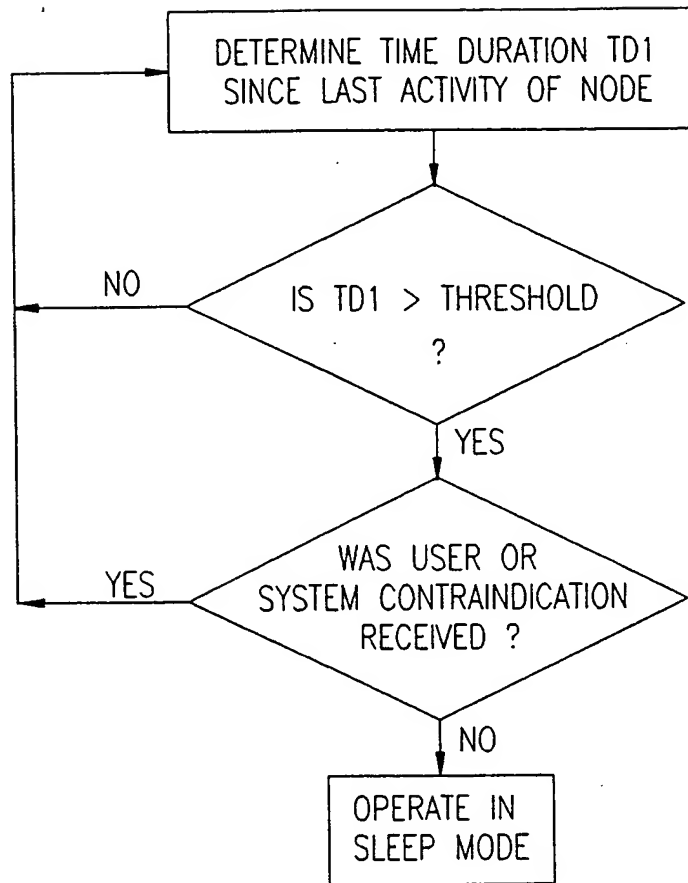 DETERMINE TIME DURATION TD1
SINCE LAST ACTIVITY OF NODE
NO
IS TD1 > THRESHOLD
?
YES
WAS USER OR
SYSTEM CONTRAINDICATION
RECEIVED ?
YES
NO
OPERATE IN
SLEEP MODE